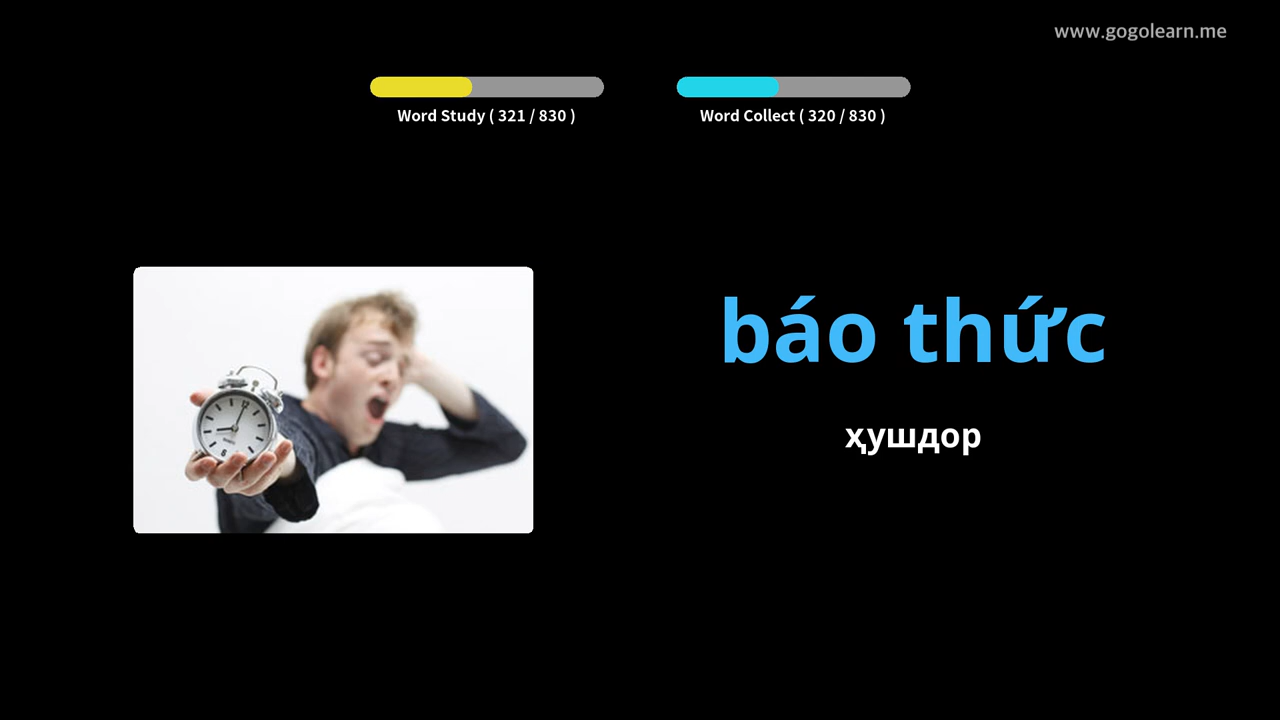 www.gogolearn.me
Word Study ( 321 / 830 )
Word Collect ( 320 / 830 )
báo thức
ҳушдор